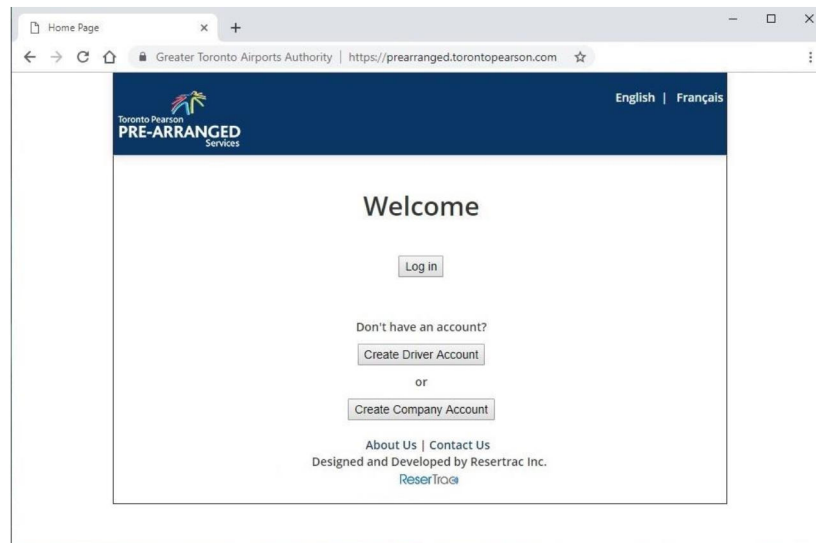 Home Page
Greater Toronto Airports Authority | https://prearranged.torontopearson.com
English | Français
Toronto Pearson
PRE-ARRANGED
Services
Welcome
Log in
Don't have an account?
Create Driver Account
or
Create Company Account
About Us | Contact Us
Designed and Developed by Resertrac Inc.
ReserTrac